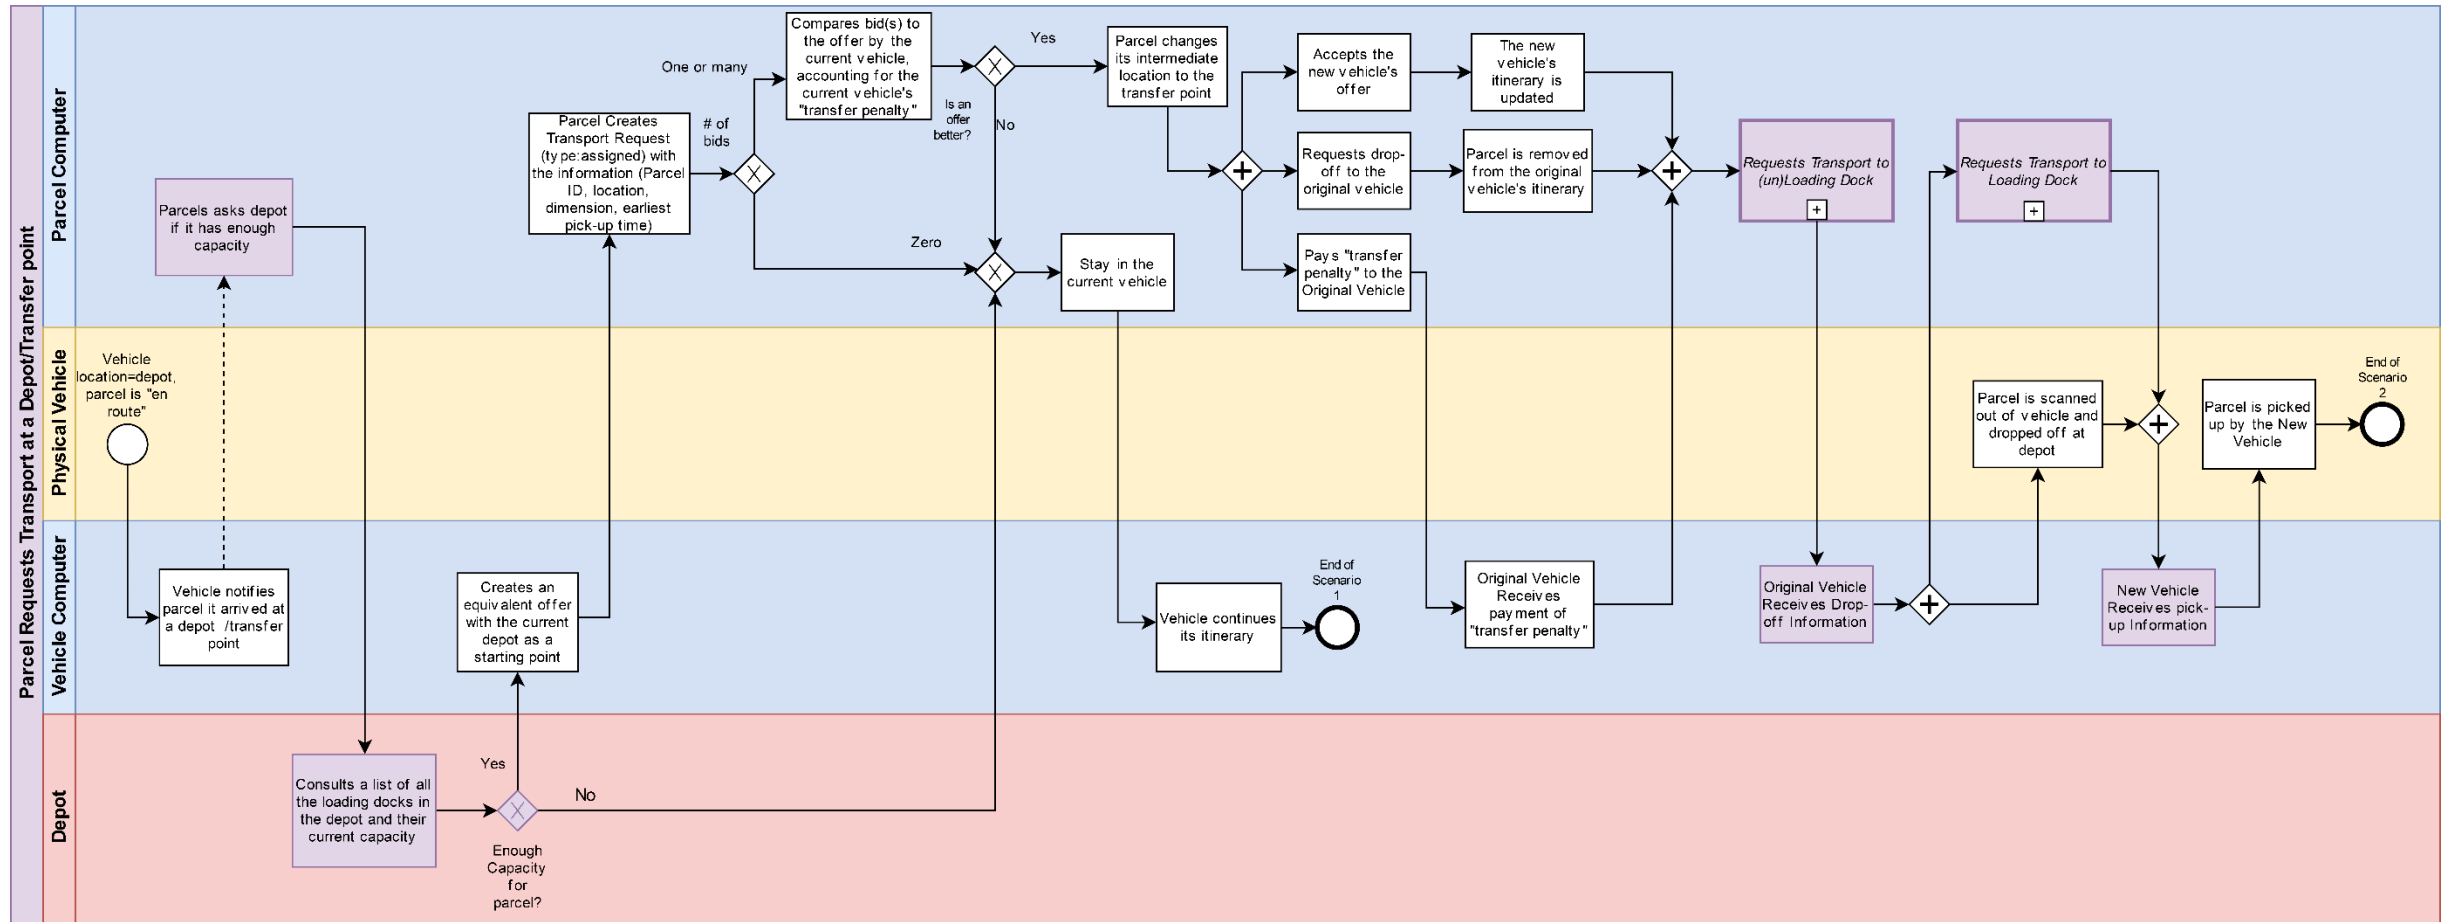 Parcel Requests Transport at a Depot/Transfer point
Parcel Computer
Parcels asks depot
if it has enough
capacity
Parcel Creates
Transport Request
(type:assigned) with
the information (Parcel
ID, location,
dimension, earliest
pick-up time)
# of
bids
One or many
Zero
Compares bid(s) to
the offer by the
current vehicle,
accounting for the
current vehicle's
"transfer penalty"
X
X
X
Is an
offer
better?
Yes
No
Stay in the
current vehicle
Parcel changes
its intermediate
location to the
transfer point
+
Accepts the
new vehicle's
offer
The new
vehicle's
itinerary is
updated
Requests drop-
off to the
original vehicle
Parcel is removed
from the original
vehicle's itinerary
Pays "transfer
penalty" to the
Original Vehicle
+
Requests Transport to
(un)Loading Dock
+
Requests Transport to
Loading Dock
+
Physical Vehicle
Vehicle
location=depot,
parcel is "en
route"
Parcel is scanned
out of vehicle and
dropped off at
depot
+
Parcel is picked
up by the New
Vehicle
End of
Scenario
2
Vehicle Computer
Vehicle notifies
parcel it arrived at
a depot /transfer
point
Creates an
equivalent offer
with the current
depot as a
starting point
Vehicle continues
its itinerary
End of
Scenario
1
Original Vehicle
Receives
payment of
"transfer penalty"
Original Vehicle
Receives Drop-
off Information
+
New Vehicle
Receives pick-
up Information
Depot
Consults a list of all
the loading docks in
the depot and their
current capacity
X
Yes
No
Enough
Capacity
for
parcel?